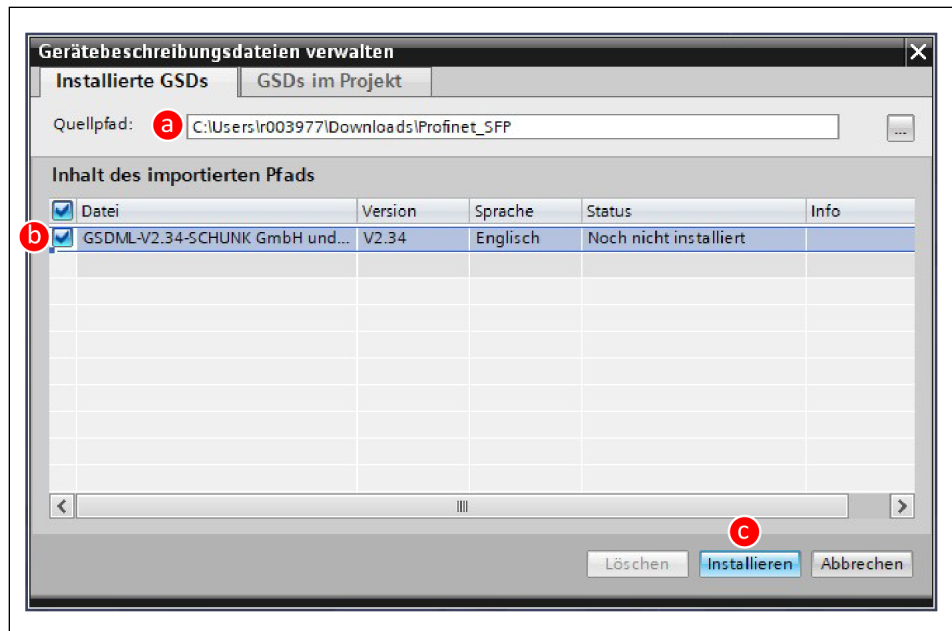 Gerätebeschreibungsdateien verwalten
Installierte GSDs GSDs im Projekt
Quellpfad: a C:\Users\r003977\Downloads\Profinet_SFP ...
Inhalt des importierten Pfads
Datei Version Sprache Status Info
b GSDML-V2.34-SCHUNK GmbH und... V2.34 Englisch Noch nicht installiert
c
Löschen Installieren Abbrechen